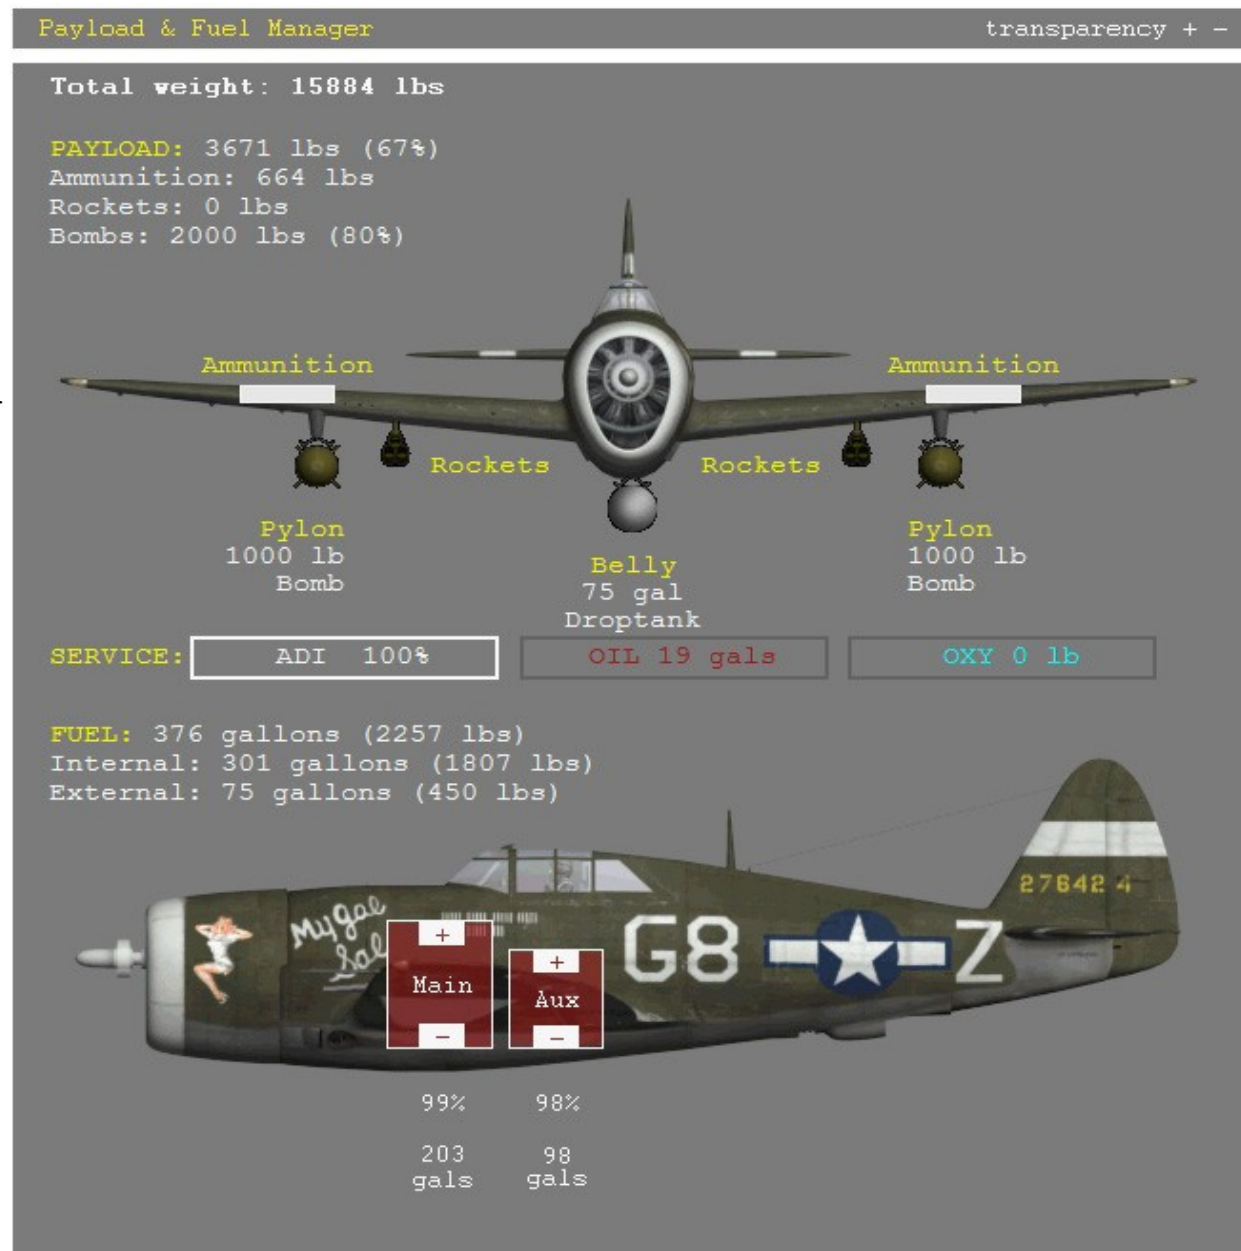 Payload & Fuel Manager
transparency + -
Total weight: 15884 lbs
PAYLOAD: 3671 lbs (67%)
Ammunition: 664 lbs
Rockets: 0 lbs
Bombs: 2000 lbs (80%)
Ammunition
Ammunition
Rockets
Rockets
Pylon
1000 lb
Bomb
Belly
75 gal
Droptank
Pylon
1000 lb
Bomb
SERVICE: ADI 100% OIL 19 gals OXY 0 lb
FUEL: 376 gallons (2257 lbs)
Internal: 301 gallons (1807 lbs)
External: 75 gallons (450 lbs)
276424
My Gal
Sal
G8 Z
+
Main
-
+
Aux
-
99% 98%
203
gals
98
gals